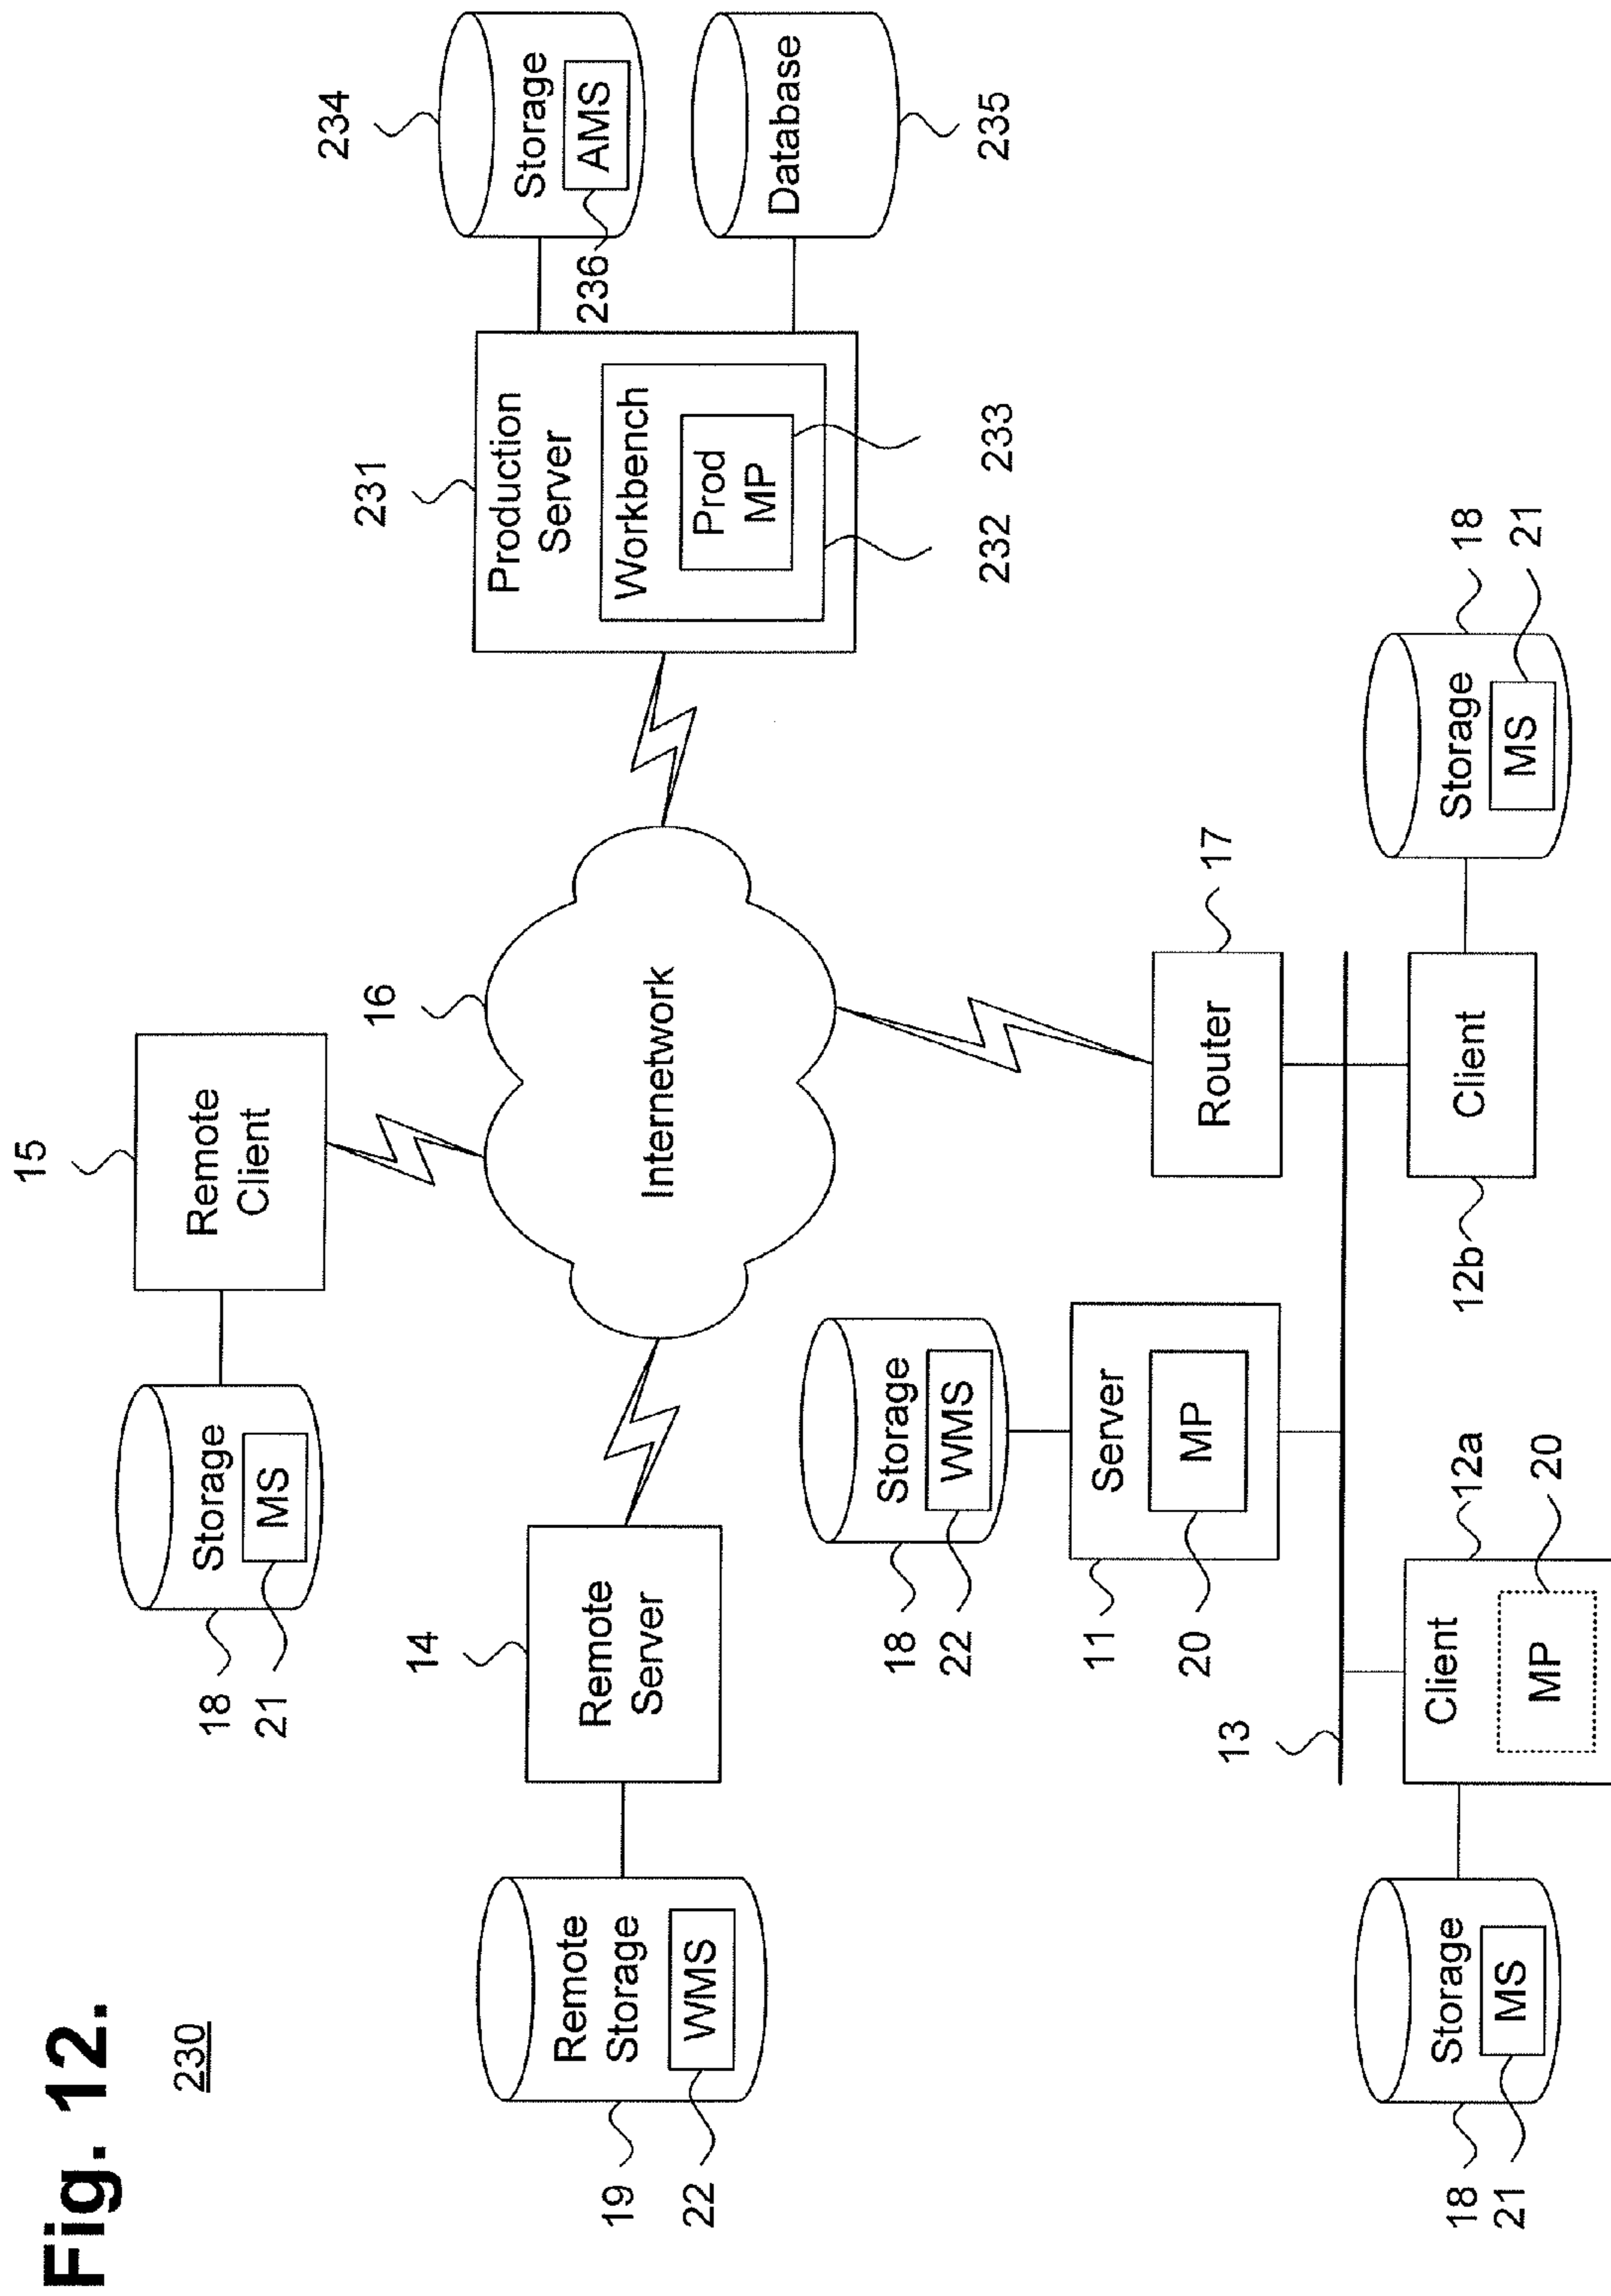 Fig. 12.
230
15
Remote
Client
Storage
MS
18
21
16
Internetwork
14
Remote
Server
Remote
Storage
WMS
19
22
234
Storage
AMS
236
231
Production
Server
Workbench
Prod
MP
233
232
Database
235
Storage
WMS
18
22
Server
MP
11
20
Router
17
13
Client
12a
MP
20
Storage
MS
18
21
Client
12b
Storage
MS
18
21